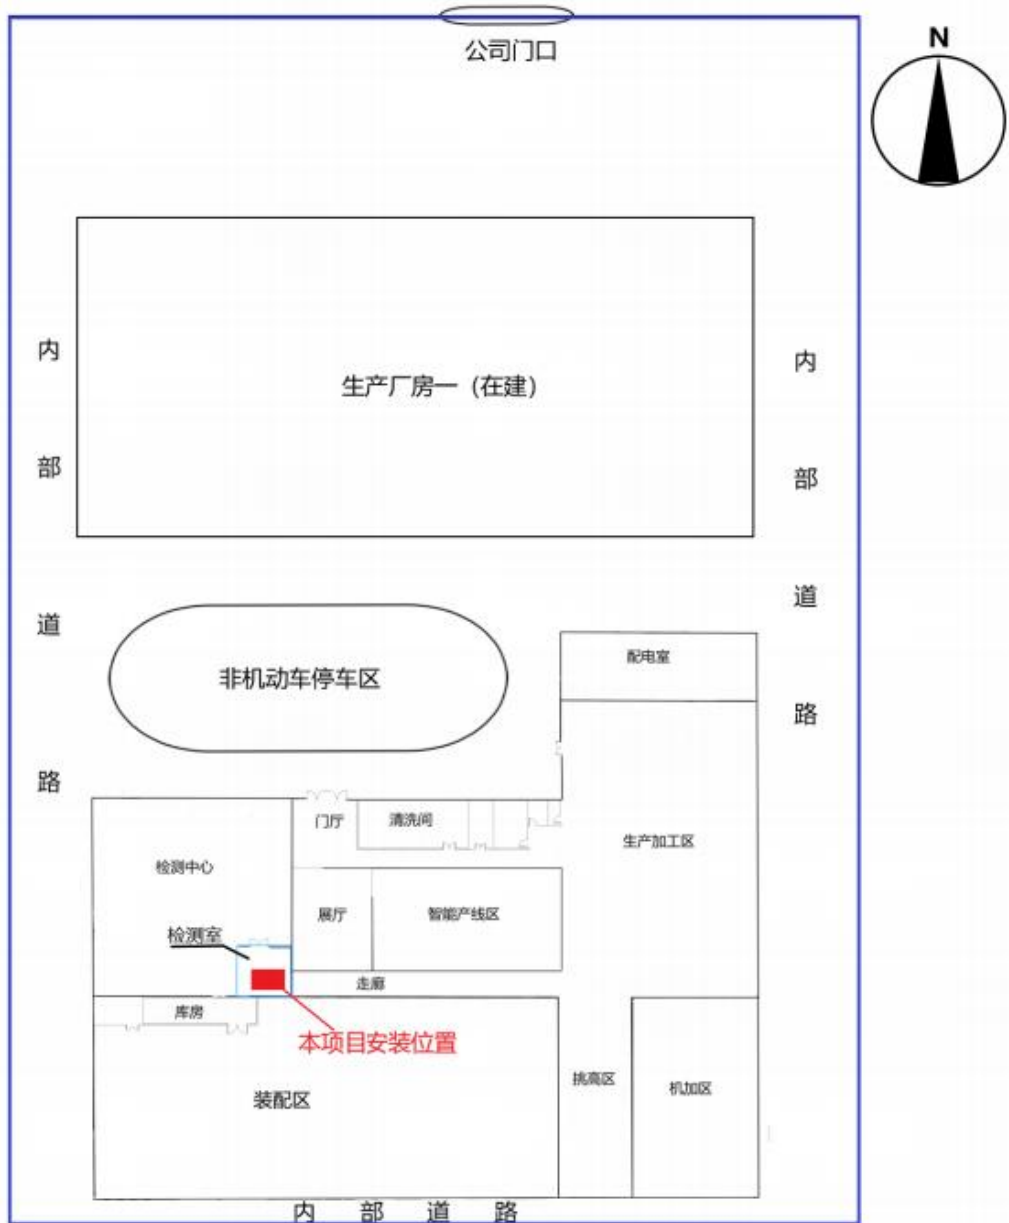 N
公司门口
内部道路
生产厂房一（在建）
内部道路
非机动车停车区
配电室
门厅
清洗间
生产加工区
检测中心
展厅
智能产线区
检测室
走廊
库房
本项目安装位置
装配区
挑高区
机加区
内部道路